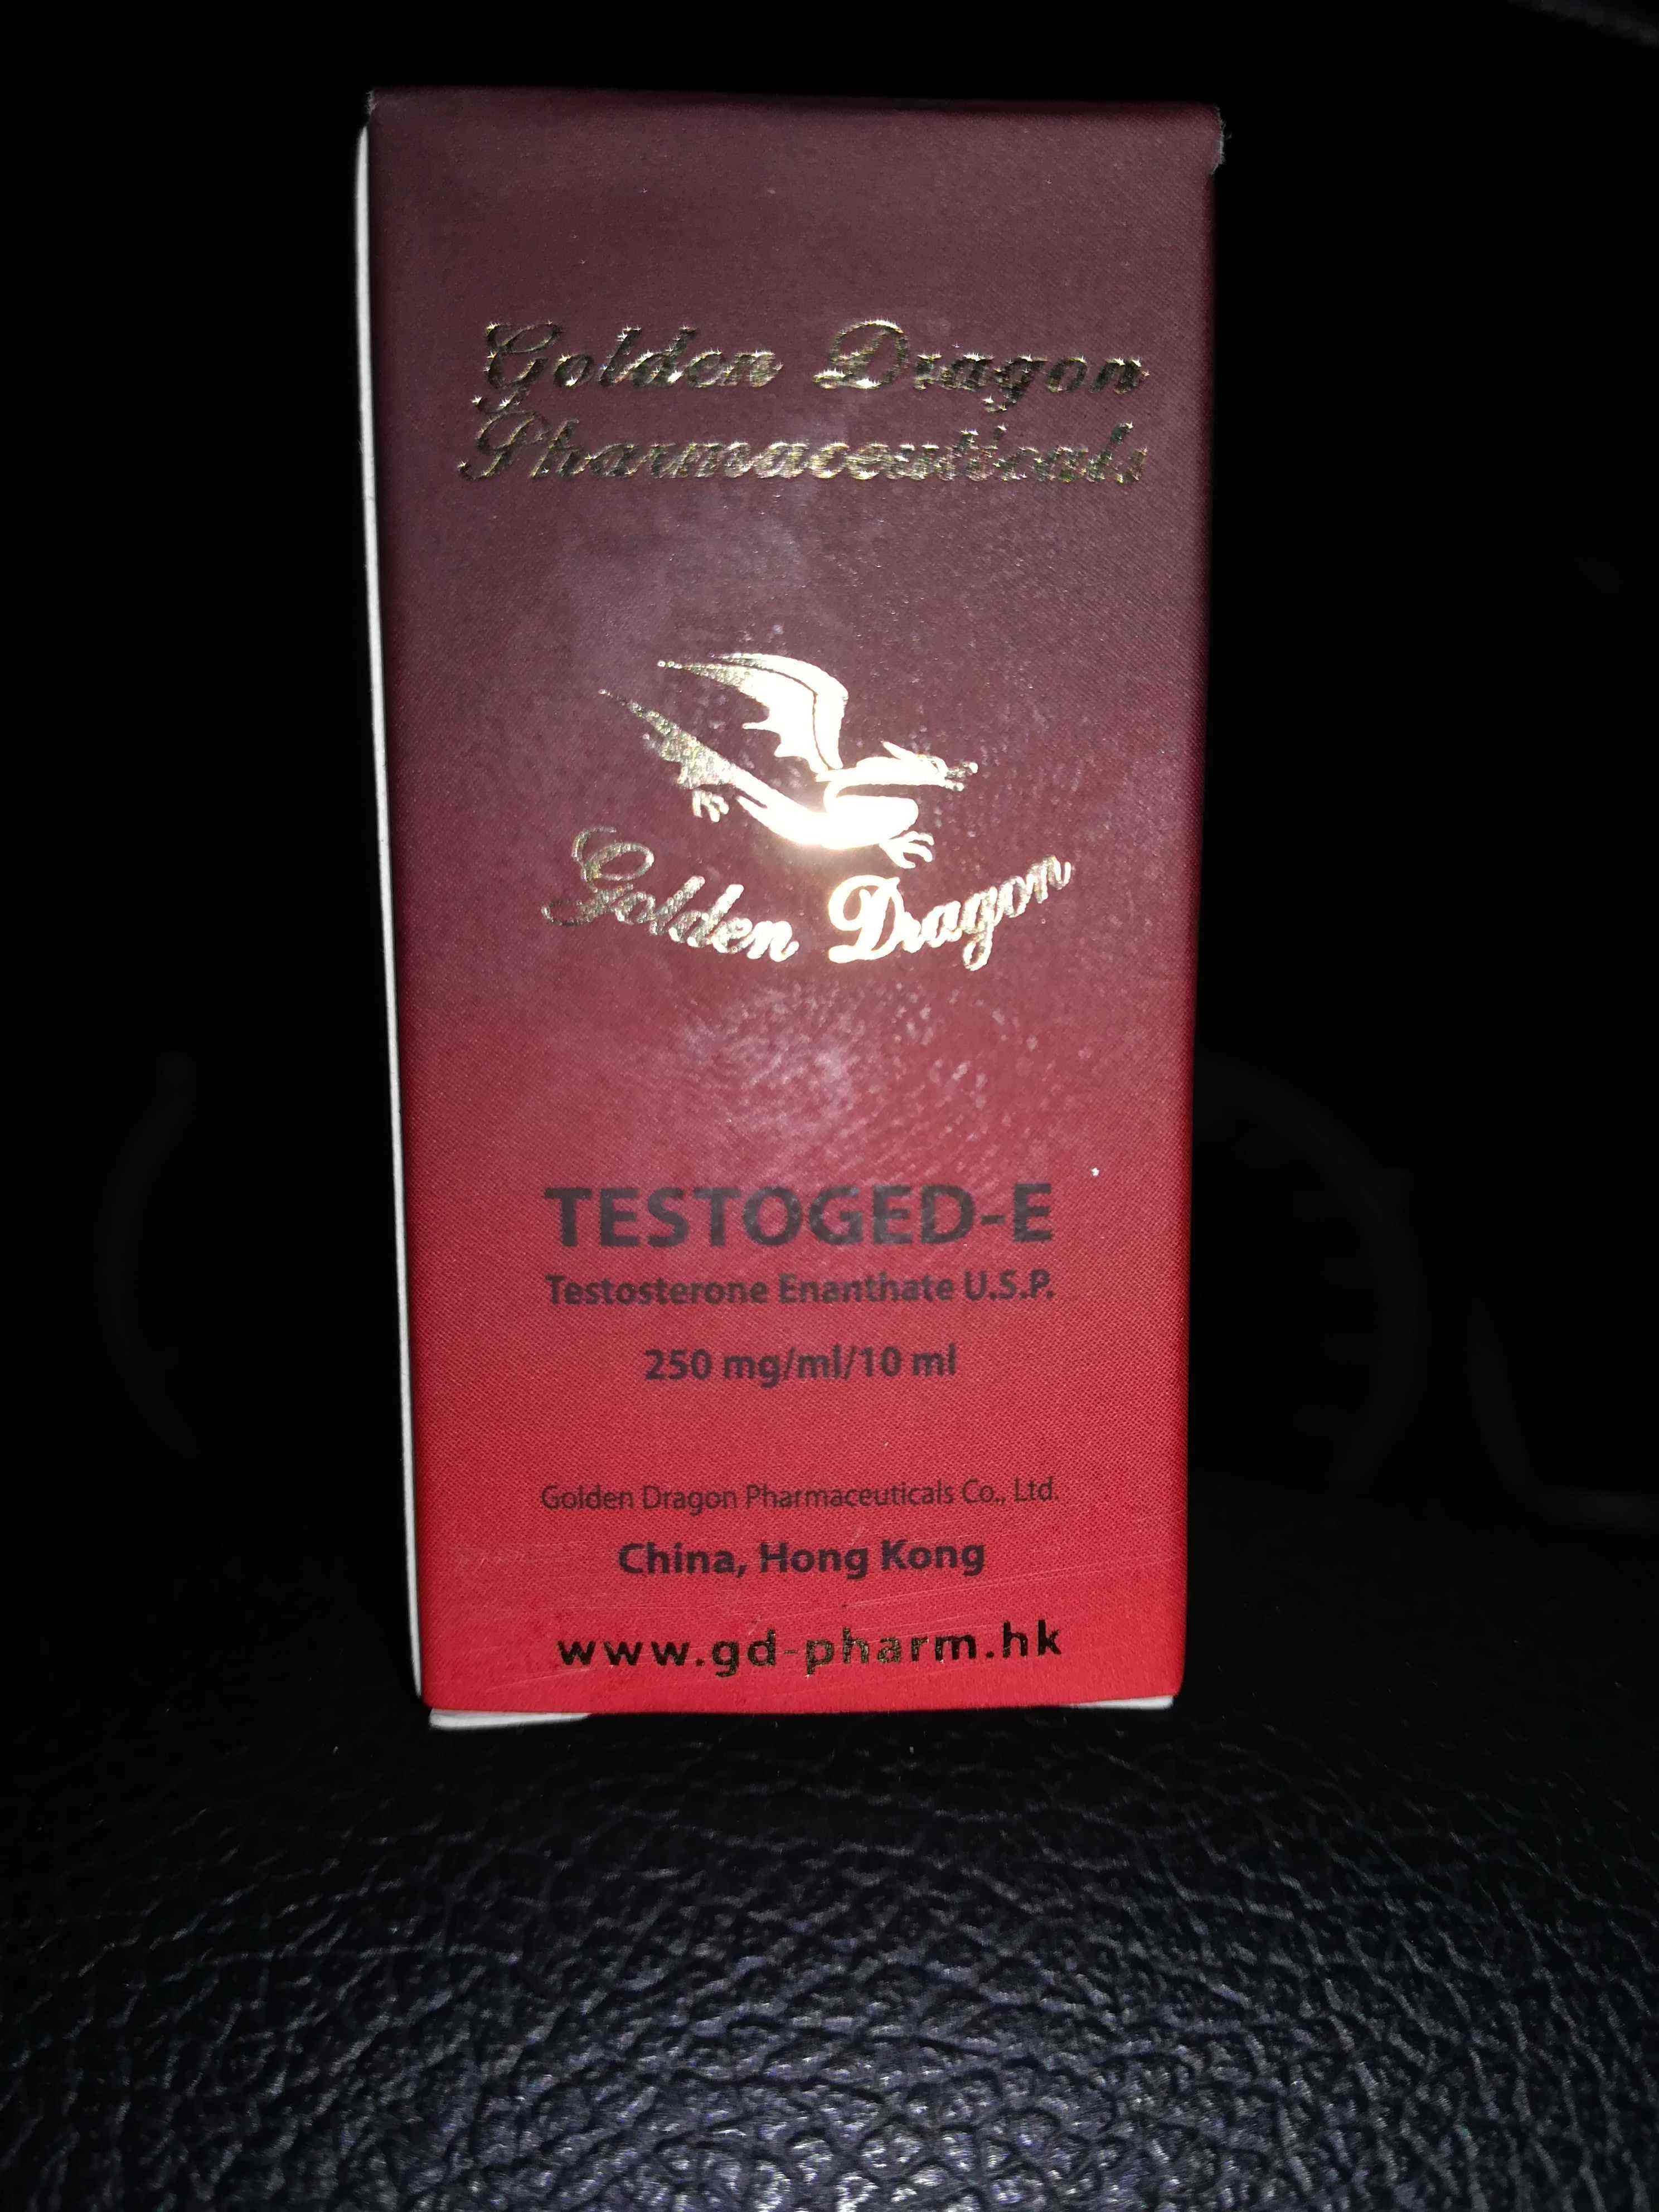 Golden Dragon
Pharmaceuticals
Golden Dragon
TESTOGED-E
Testosterone Enanthate U.S.P.
250 mg/ml/10 ml
Golden Dragon Pharmaceuticals Co., Ltd.
China, Hong Kong
www.gd-pharm.hk